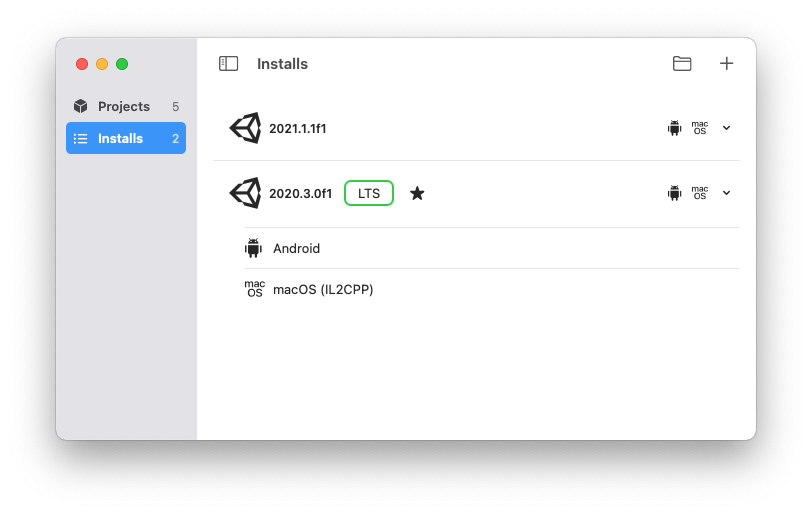 Installs
Projects 5
Installs 2
2021.1.1f1
mac
OS
2020.3.0f1 LTS
mac
OS
Android
mac
OS
macOS (IL2CPP)